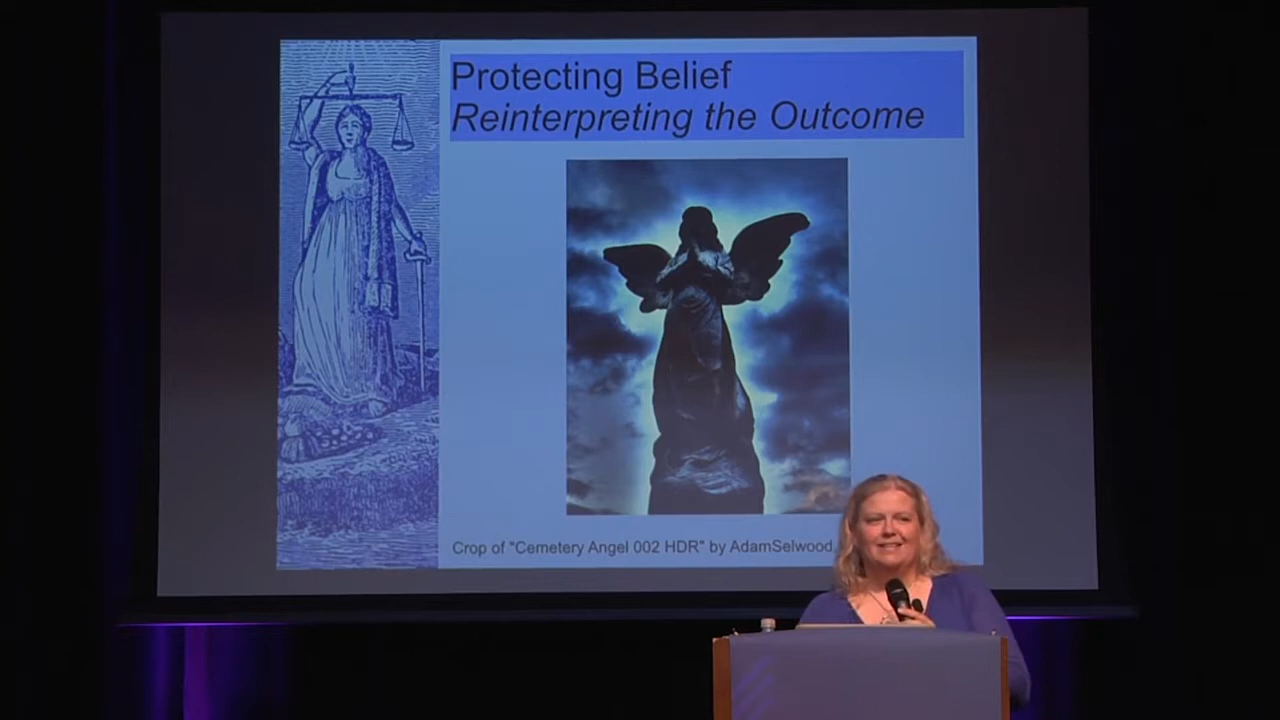 Protecting Belief
Reinterpreting the Outcome
Crop of "Cemetery Angel 002 HDR" by AdamSelwood